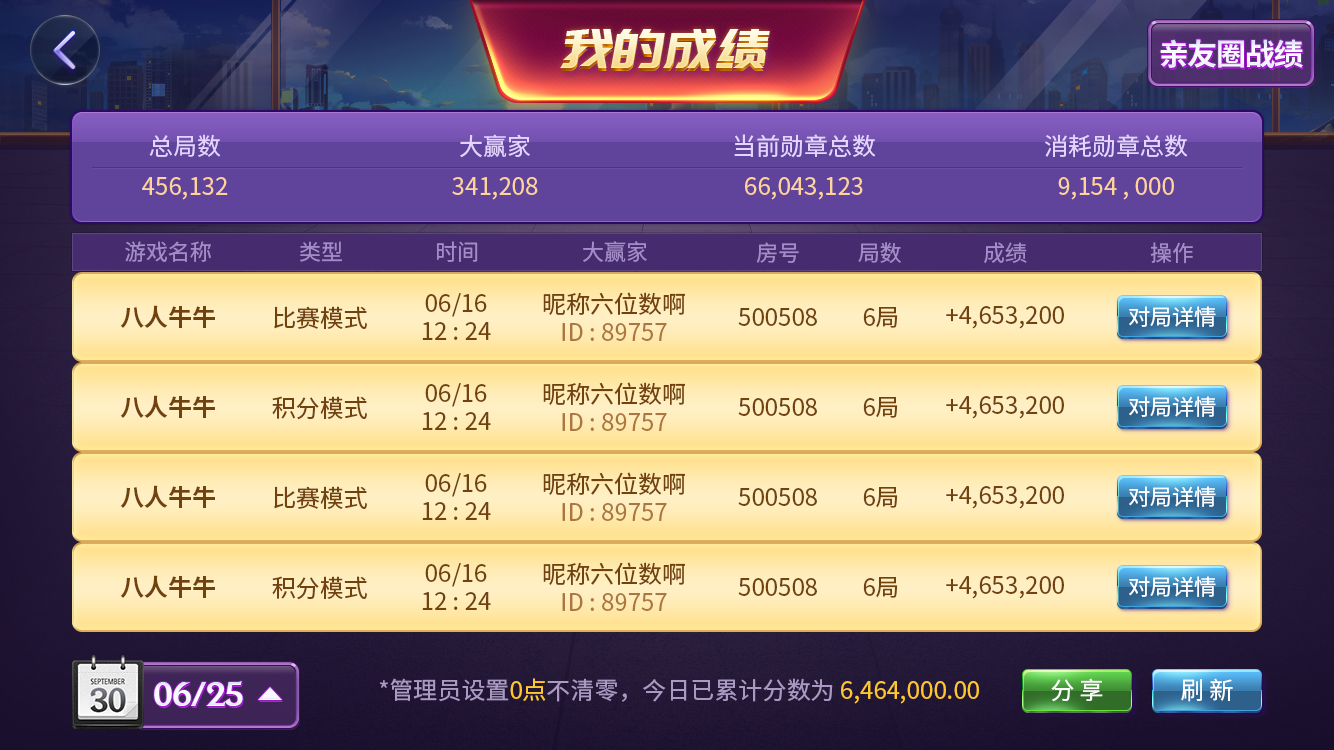 我的成绩
亲友圈战绩
总局数 大赢家 当前勋章总数 消耗勋章总数
456,132 341,208 66,043,123 9,154 , 000
游戏名称 类型 时间 大赢家 房号 局数 成绩 操作
八人牛牛 比赛模式 06/16 12 : 24 昵称六位数啊 ID : 89757 500508 6局 +4,653,200 对局详情
八人牛牛 积分模式 06/16 12 : 24 昵称六位数啊 ID : 89757 500508 6局 +4,653,200 对局详情
八人牛牛 比赛模式 06/16 12 : 24 昵称六位数啊 ID : 89757 500508 6局 +4,653,200 对局详情
八人牛牛 积分模式 06/16 12 : 24 昵称六位数啊 ID : 89757 500508 6局 +4,653,200 对局详情
SEPTEMBER
30
06/25
*管理员设置0点不清零，今日已累计分数为 6,464,000.00
分享
刷新